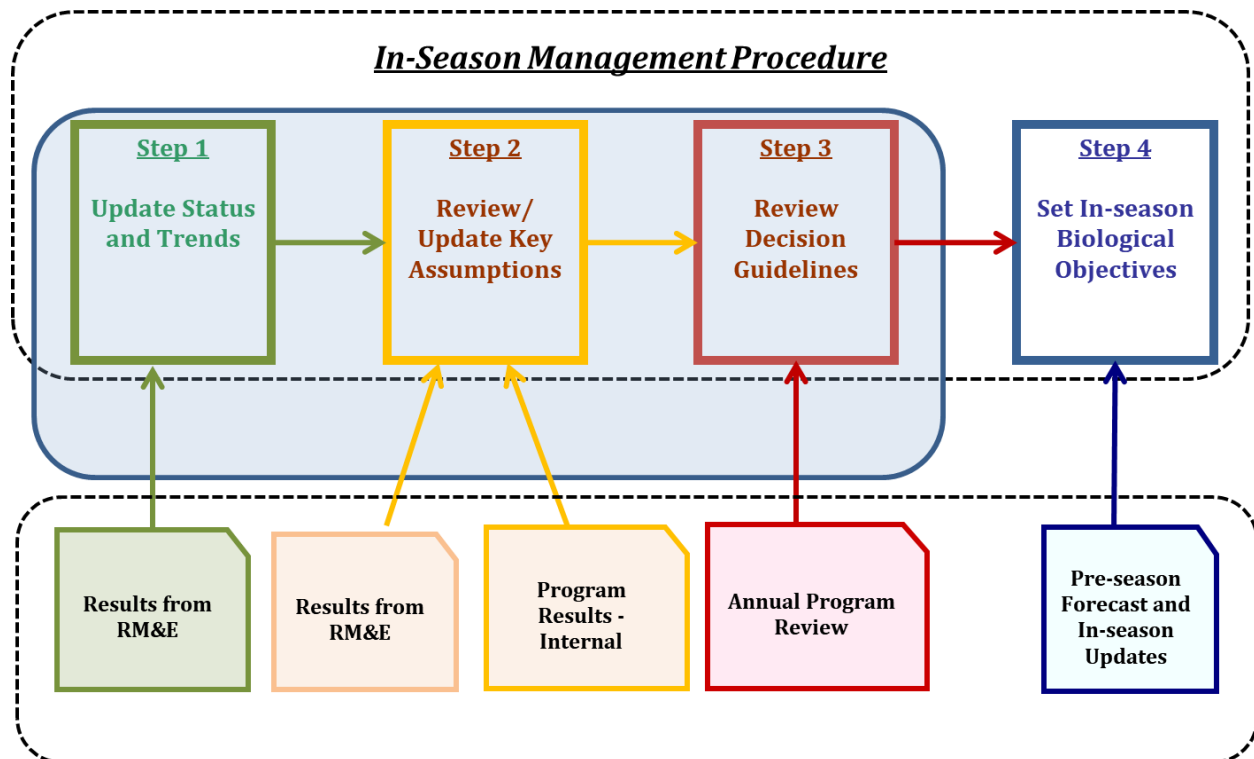 In-Season Management Procedure
Step 1
Update Status
and Trends
Step 2
Review/
Update Key
Assumptions
Step 3
Review
Decision
Guidelines
Step 4
Set In-season
Biological
Objectives
Results from
RM&E
Results from
RM&E
Program
Results -
Internal
Annual Program
Review
Pre-season
Forecast and
In-season
Updates